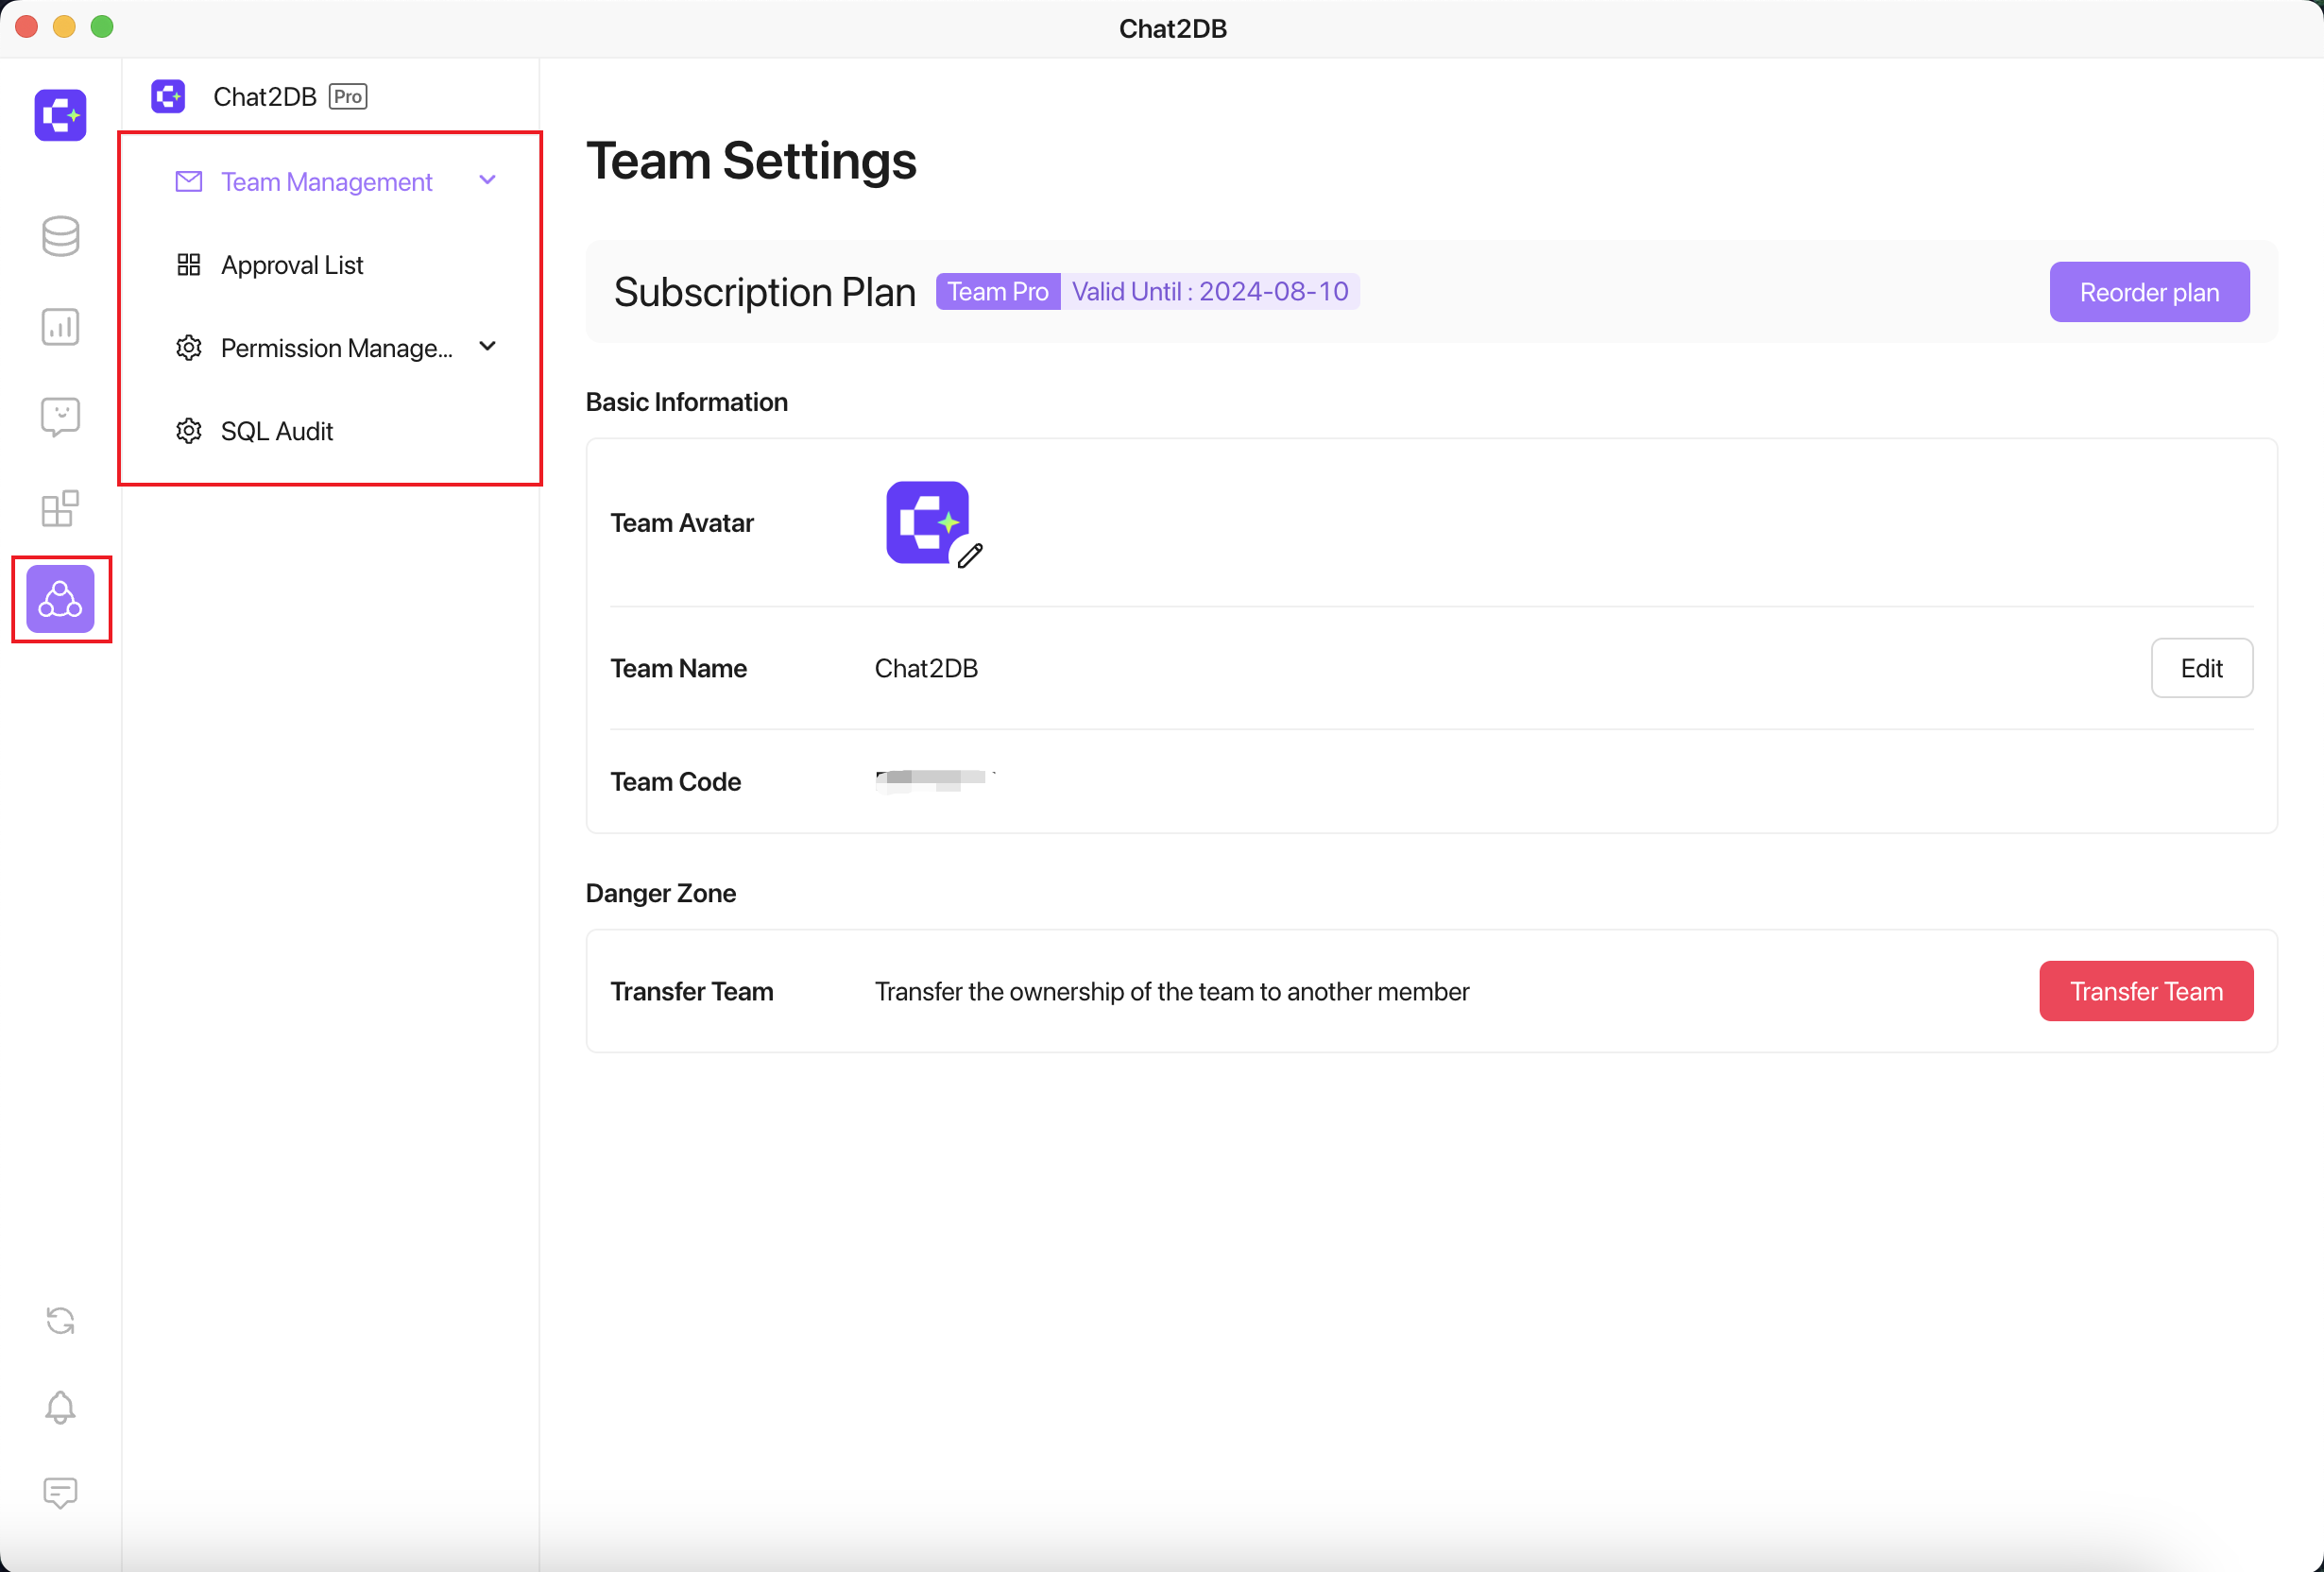 Chat2DB
Chat2DB Pro
Team Management
Approval List
Permission Manage...
SQL Audit
Team Settings
Subscription Plan Team Pro Valid Until : 2024-08-10 Reorder plan
Basic Information
Team Avatar
Team Name Chat2DB Edit
Team Code
Danger Zone
Transfer Team Transfer the ownership of the team to another member Transfer Team